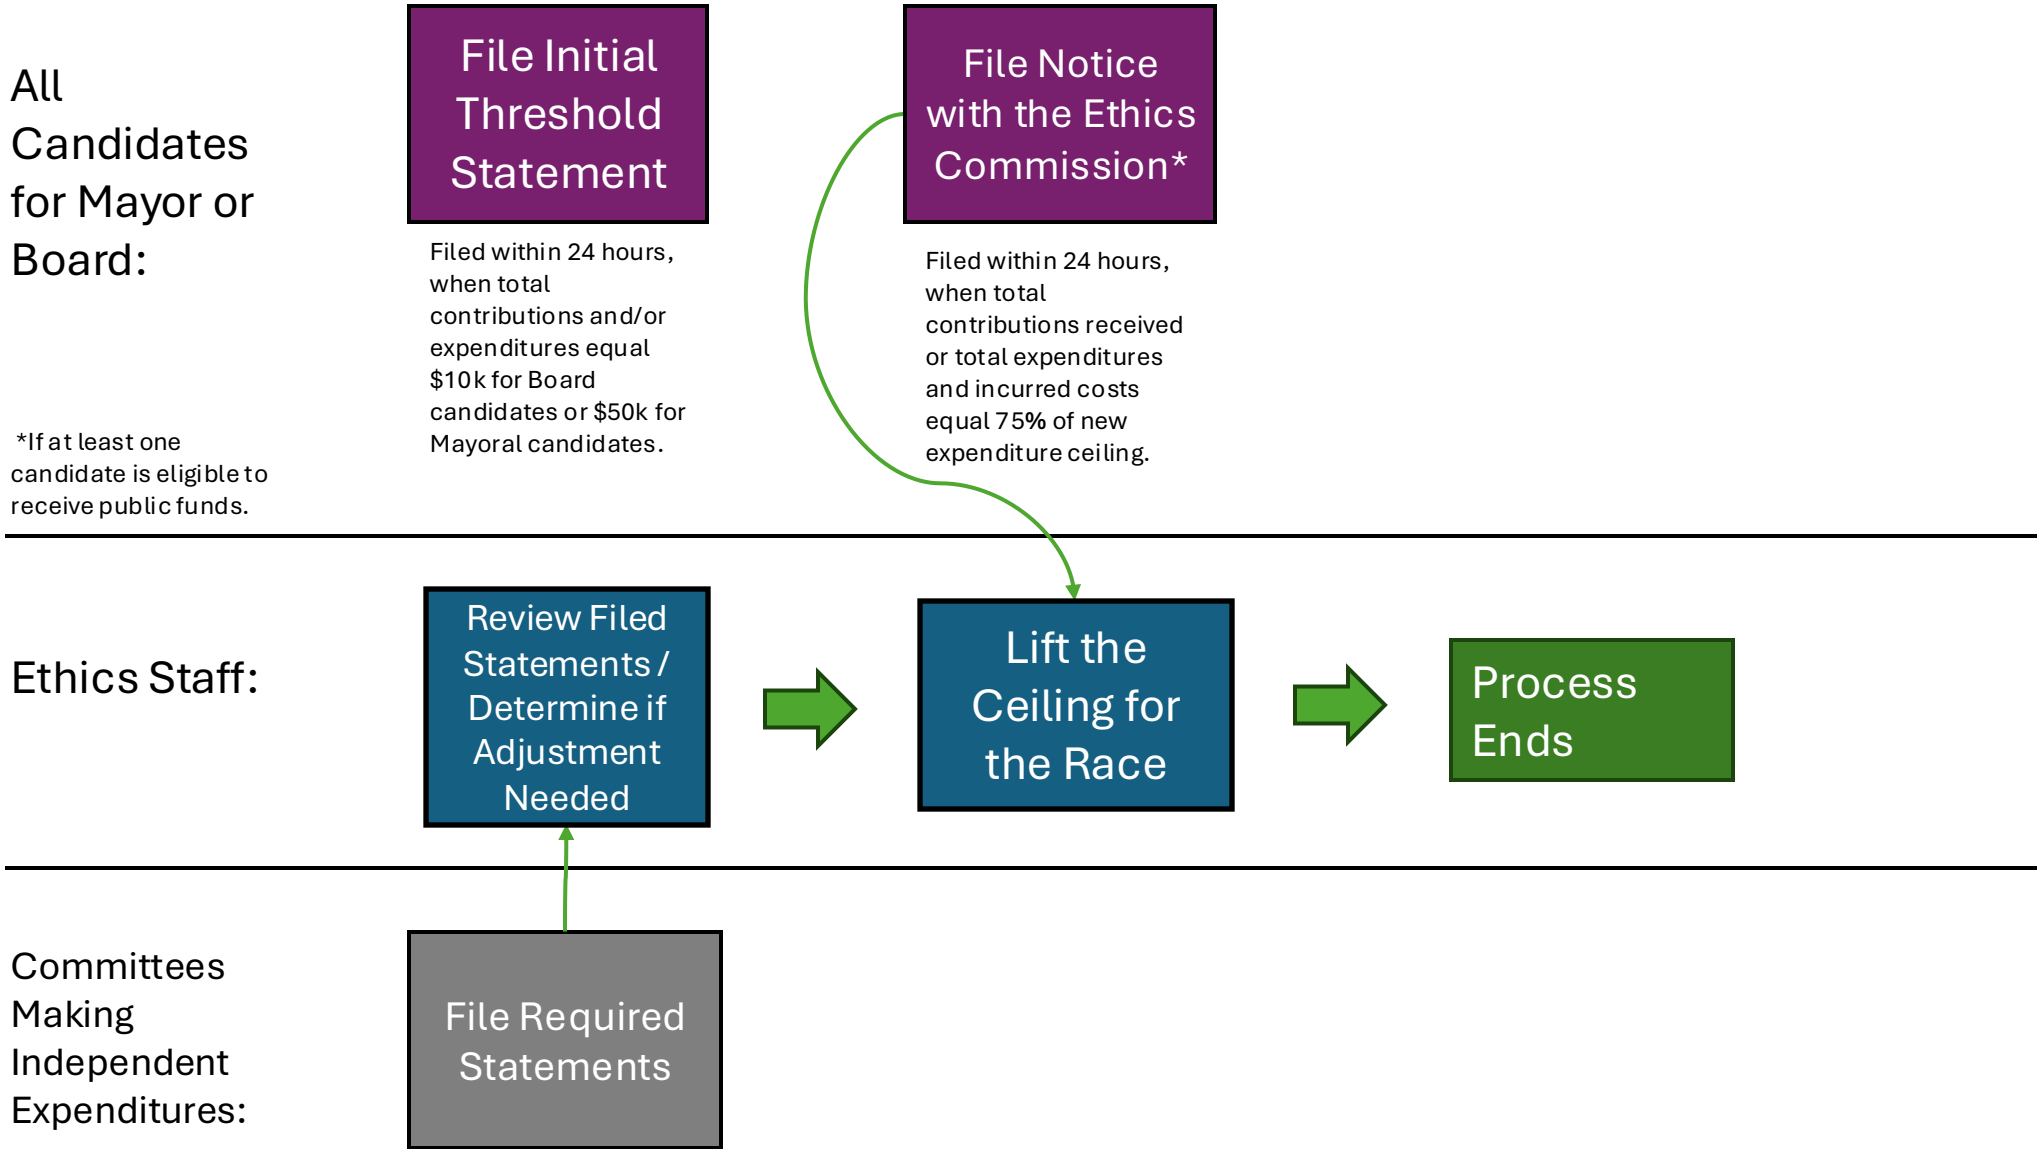 All
Candidates
for Mayor or
Board:
*If at least one
candidate is eligible to
receive public funds.
File Initial
Threshold
Statement
Filed within 24 hours,
when total
contributions and/or
expenditures equal
$10k for Board
candidates or $50k for
Mayoral candidates.
File Notice
with the Ethics
Commission*
Filed within 24 hours,
when total
contributions received
or total expenditures
and incurred costs
equal 75% of new
expenditure ceiling.
Ethics Staff:
Review Filed
Statements /
Determine if
Adjustment
Needed
Lift the
Ceiling for
the Race
Process
Ends
Committees
Making
Independent
Expenditures:
File Required
Statements